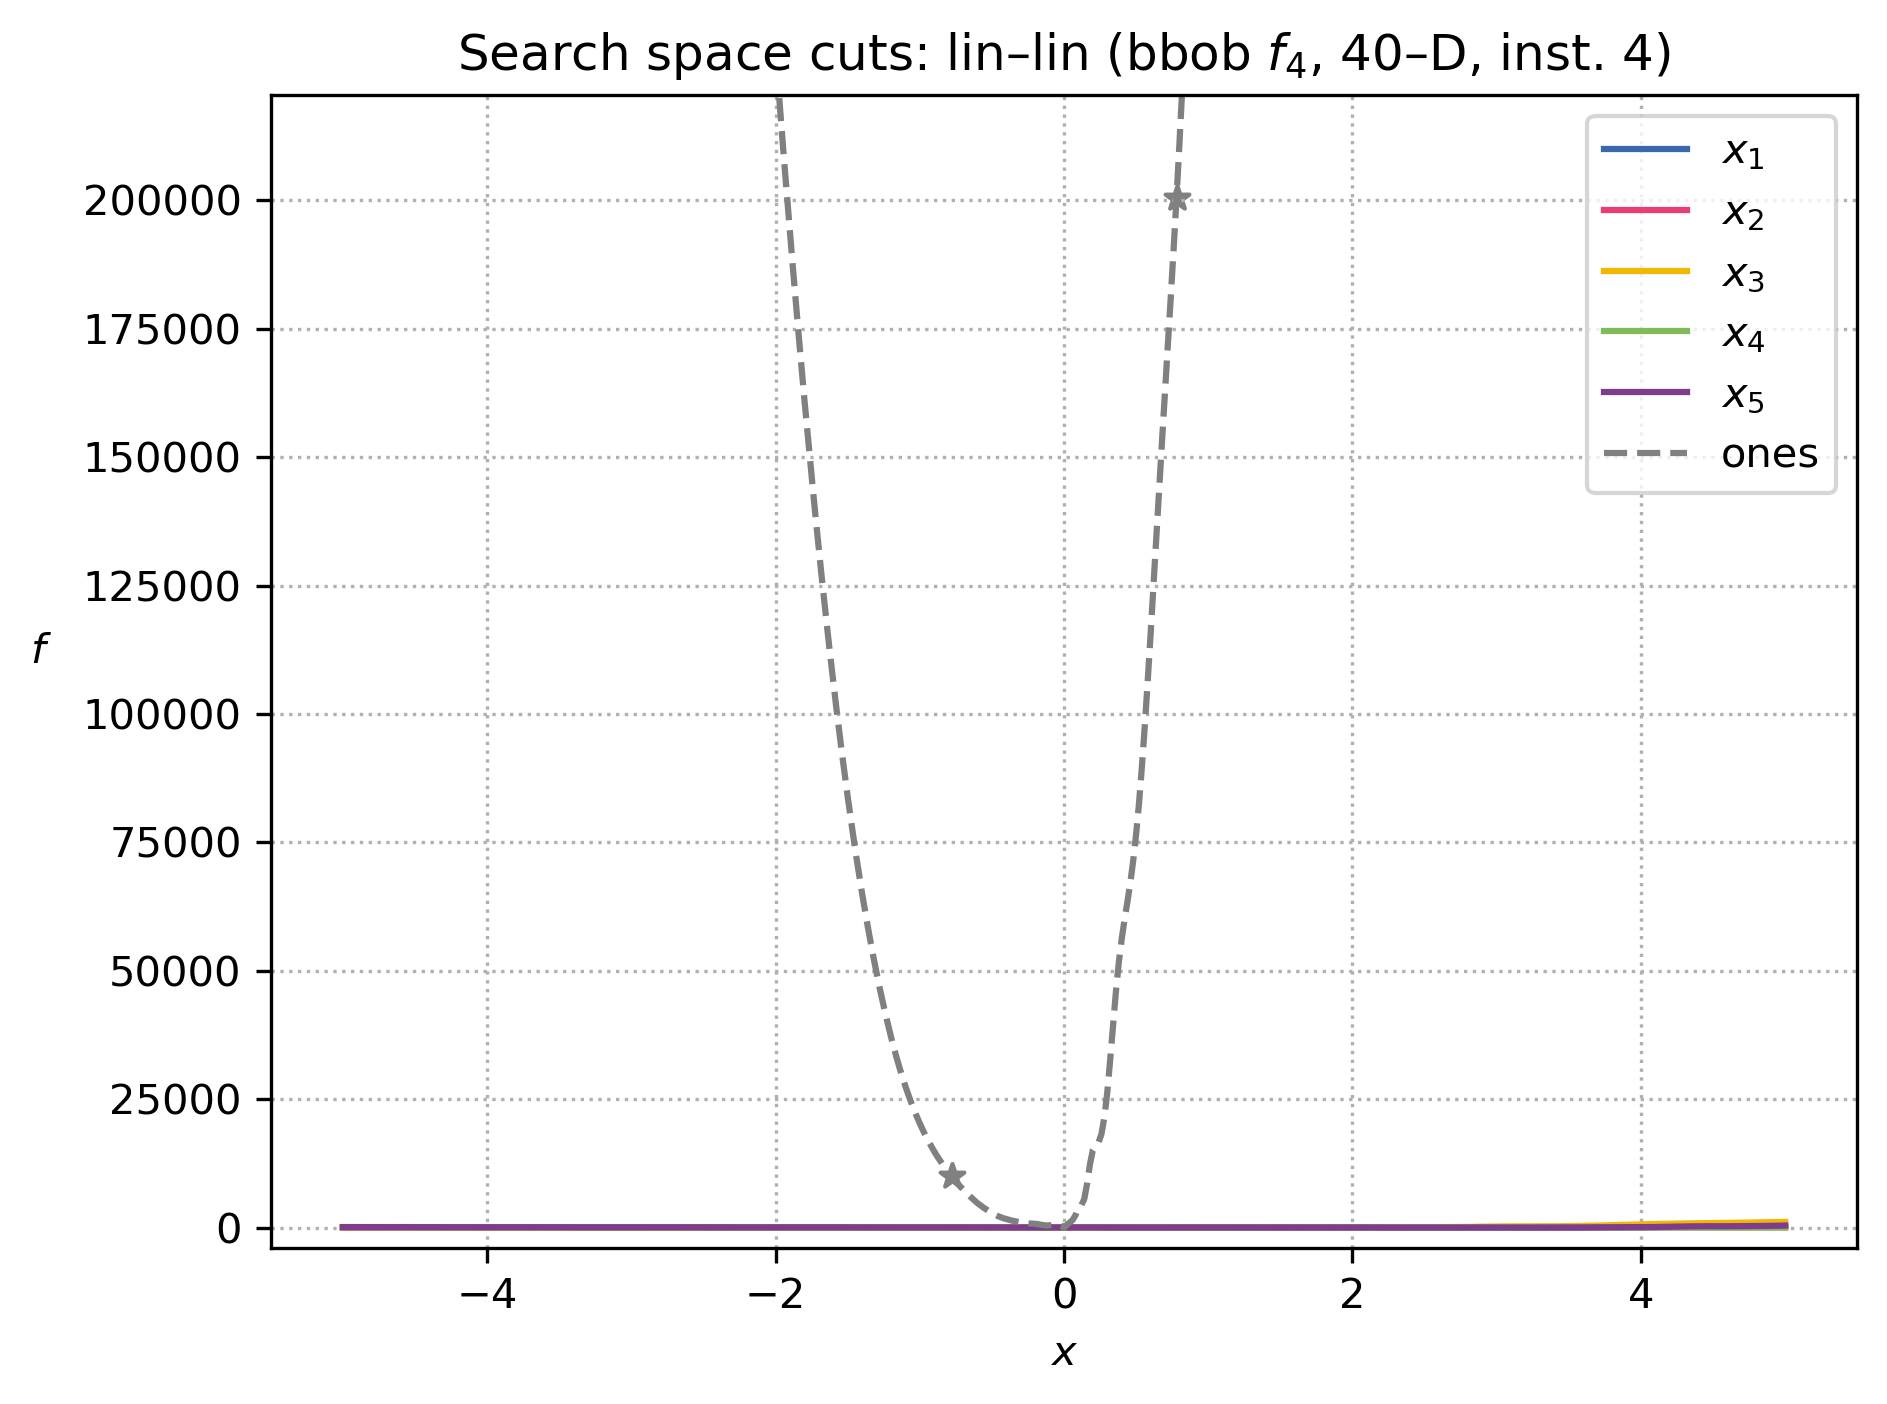 Search space cuts: lin–lin (bbob f₄, 40–D, inst. 4)
x₁
x₂
x₃
x₄
x₅
ones
200000
175000
150000
125000
f
100000
75000
50000
25000
0
−4 −2 0 2 4
x